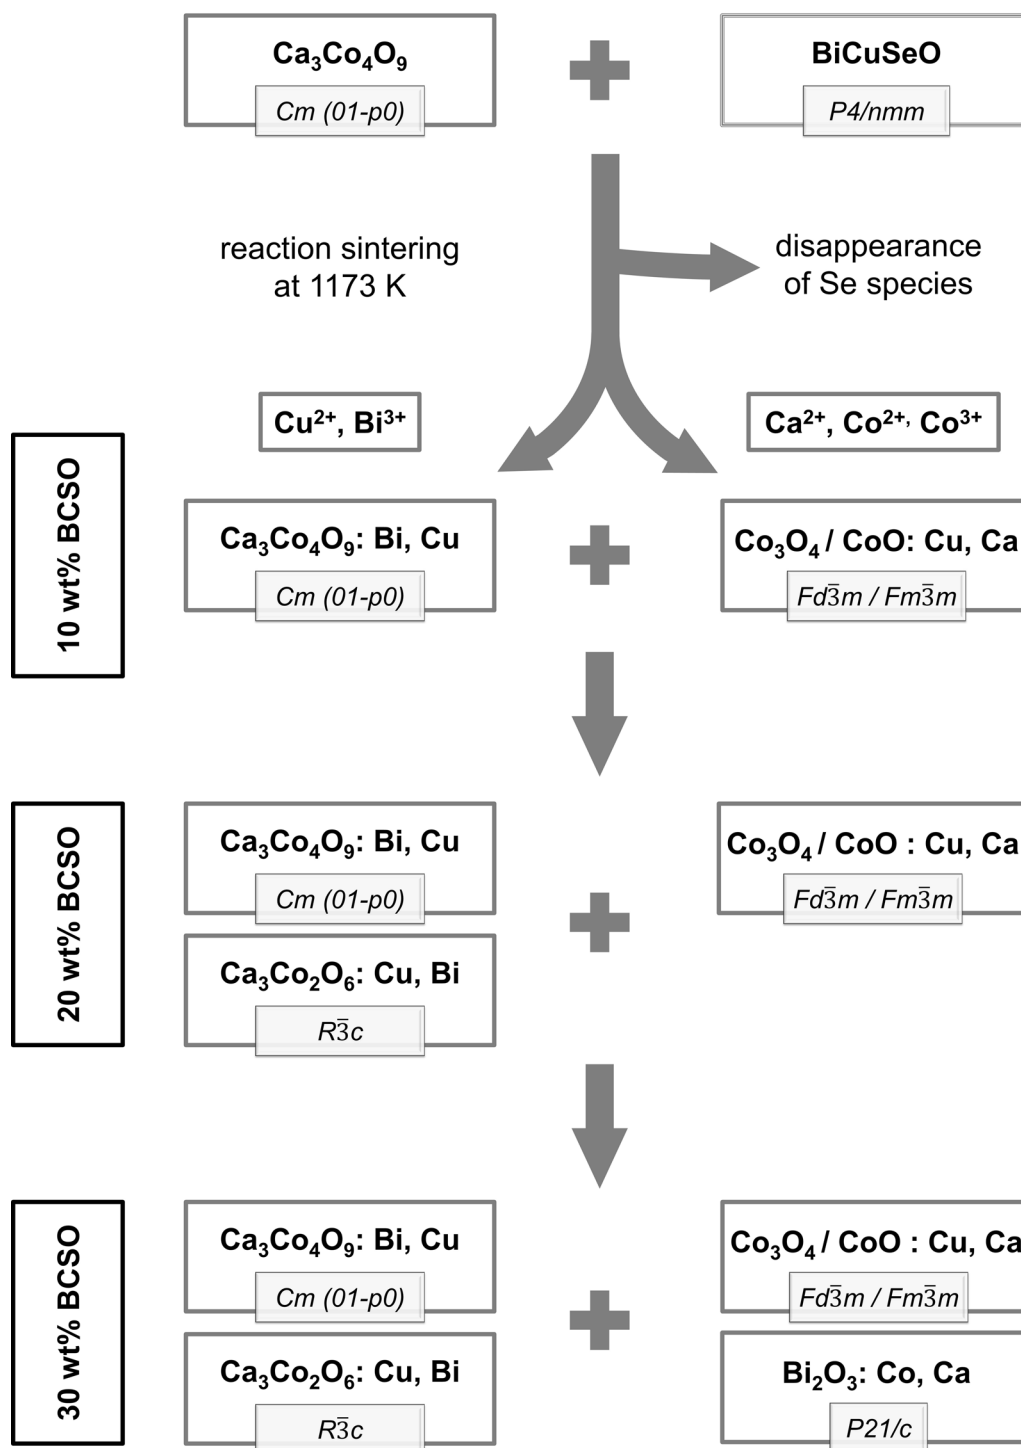 Ca₃Co₄O₉
Cm (01-p0)
BiCuSeO
P4/nmm
reaction sintering
at 1173 K
disappearance
of Se species
Cu²⁺, Bi³⁺
Ca²⁺, Co²⁺, Co³⁺
10 wt% BCSO
Ca₃Co₄O₉: Bi, Cu
Cm (01-p0)
Co₃O₄ / CoO: Cu, Ca
Fd3̅m / Fm3̅m
20 wt% BCSO
Ca₃Co₄O₉: Bi, Cu
Cm (01-p0)
Co₃O₄ / CoO : Cu, Ca
Fd3̅m / Fm3̅m
Ca₃Co₂O₆: Cu, Bi
R3̅c
30 wt% BCSO
Ca₃Co₄O₉: Bi, Cu
Cm (01-p0)
Co₃O₄ / CoO : Cu, Ca
Fd3̅m / Fm3̅m
Ca₃Co₂O₆: Cu, Bi
R3̅c
Bi₂O₃: Co, Ca
P21/c